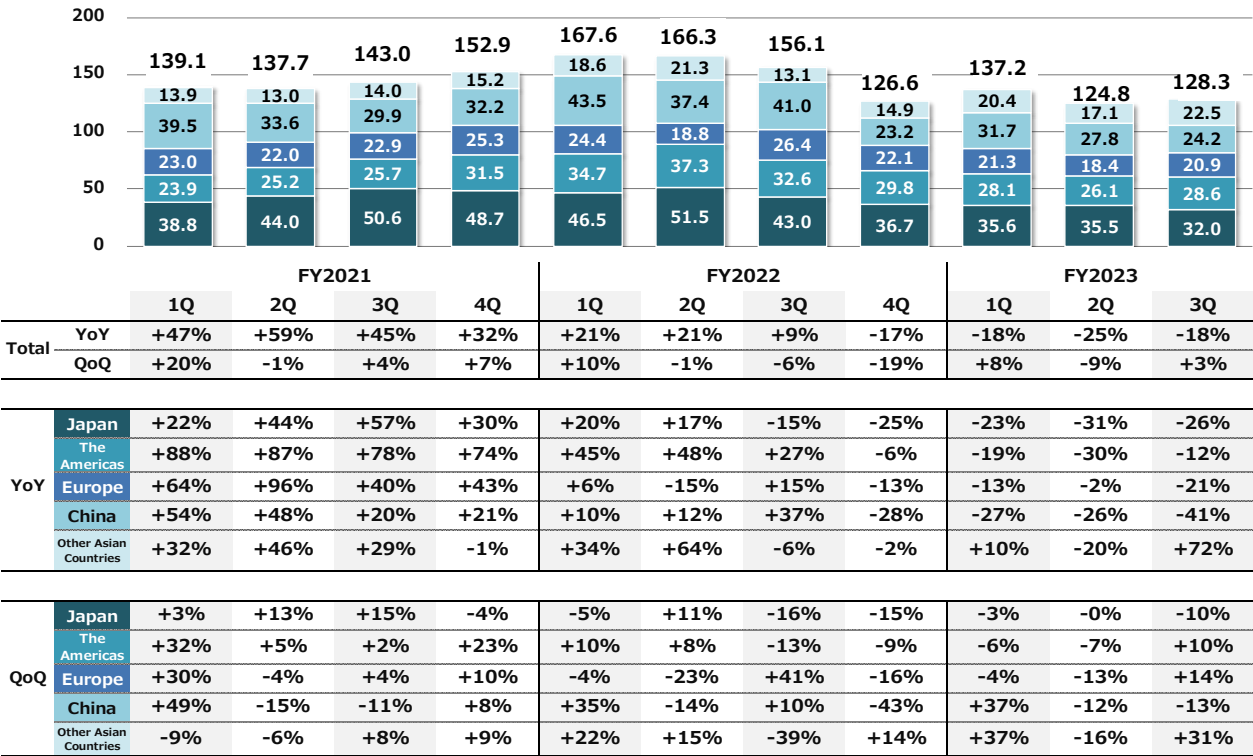 200
150
100
50
0
139.1 137.7 143.0 152.9 167.6 166.3 156.1 126.6 137.2 124.8 128.3
13.9 13.0 14.0 15.2 18.6 21.3 13.1 14.9 20.4 17.1 22.5
39.5 33.6 29.9 32.2 43.5 37.4 41.0 23.2 31.7 27.8 24.2
23.0 22.0 22.9 25.3 24.4 18.8 26.4 22.1 21.3 18.4 20.9
23.9 25.2 25.7 31.5 34.7 37.3 32.6 29.8 28.1 26.1 28.6
38.8 44.0 50.6 48.7 46.5 51.5 43.0 36.7 35.6 35.5 32.0
FY2021 FY2022 FY2023
1Q 2Q 3Q 4Q 1Q 2Q 3Q 4Q 1Q 2Q 3Q
Total
YoY +47% +59% +45% +32% +21% +21% +9% -17% -18% -25% -18%
QoQ +20% -1% +4% +7% +10% -1% -6% -19% +8% -9% +3%
YoY
Japan +22% +44% +57% +30% +20% +17% -15% -25% -23% -31% -26%
The
Americas +88% +87% +78% +74% +45% +48% +27% -6% -19% -30% -12%
Europe +64% +96% +40% +43% +6% -15% +15% -13% -13% -2% -21%
China +54% +48% +20% +21% +10% +12% +37% -28% -27% -26% -41%
Other Asian
Countries +32% +46% +29% -1% +34% +64% -6% -2% +10% -20% +72%
QoQ
Japan +3% +13% +15% -4% -5% +11% -16% -15% -3% -0% -10%
The
Americas +32% +5% +2% +23% +10% +8% -13% -9% -6% -7% +10%
Europe +30% -4% +4% +10% -4% -23% +41% -16% -4% -13% +14%
China +49% -15% -11% +8% +35% -14% +10% -43% +37% -12% -13%
Other Asian
Countries -9% -6% +8% +9% +22% +15% -39% +14% +37% -16% +31%